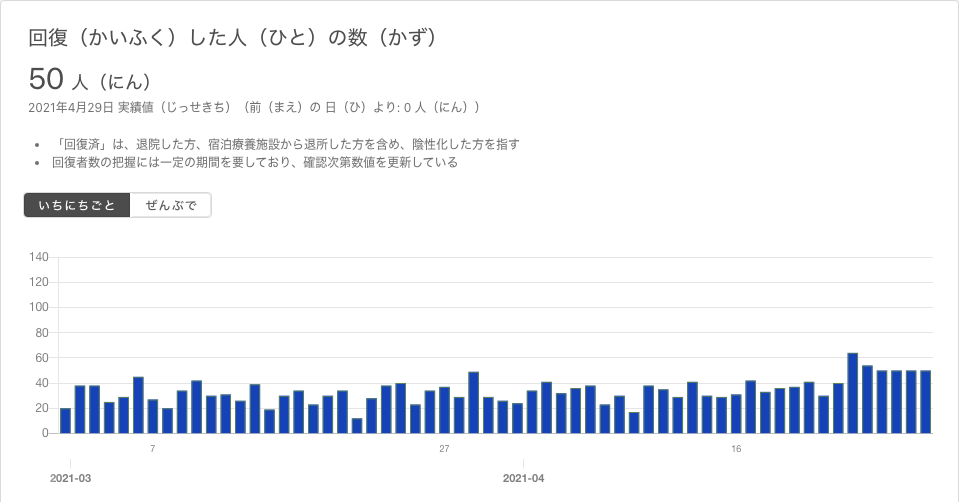 回復（かいふく）した人（ひと）の数（かず）
50 人（にん）
2021年4月29日 実績値（じっせきち）（前（まえ）の 日（ひ）より: 0 人（にん））
• 「回復済」は、退院した方、宿泊療養施設から退所した方を含め、陰性化した方を指す
• 回復者数の把握には一定の期間を要しており、確認次第数値を更新している
いちにちごと ぜんぶで
140
120
100
80
60
40
20
0
7 27 16
2021-03 2021-04